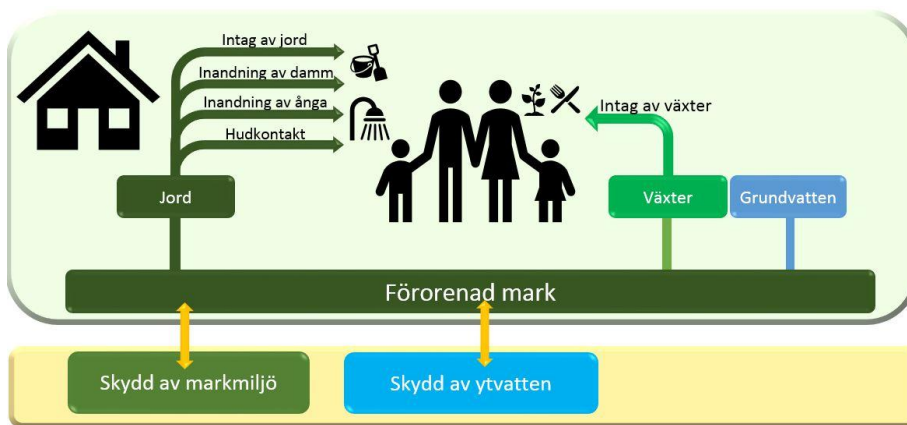 Intag av jord
Inandning av damm
Inandning av ånga
Hudkontakt
Intag av växter
Jord
Växter
Grundvatten
Förorenad mark
Skydd av markmiljö
Skydd av ytvatten